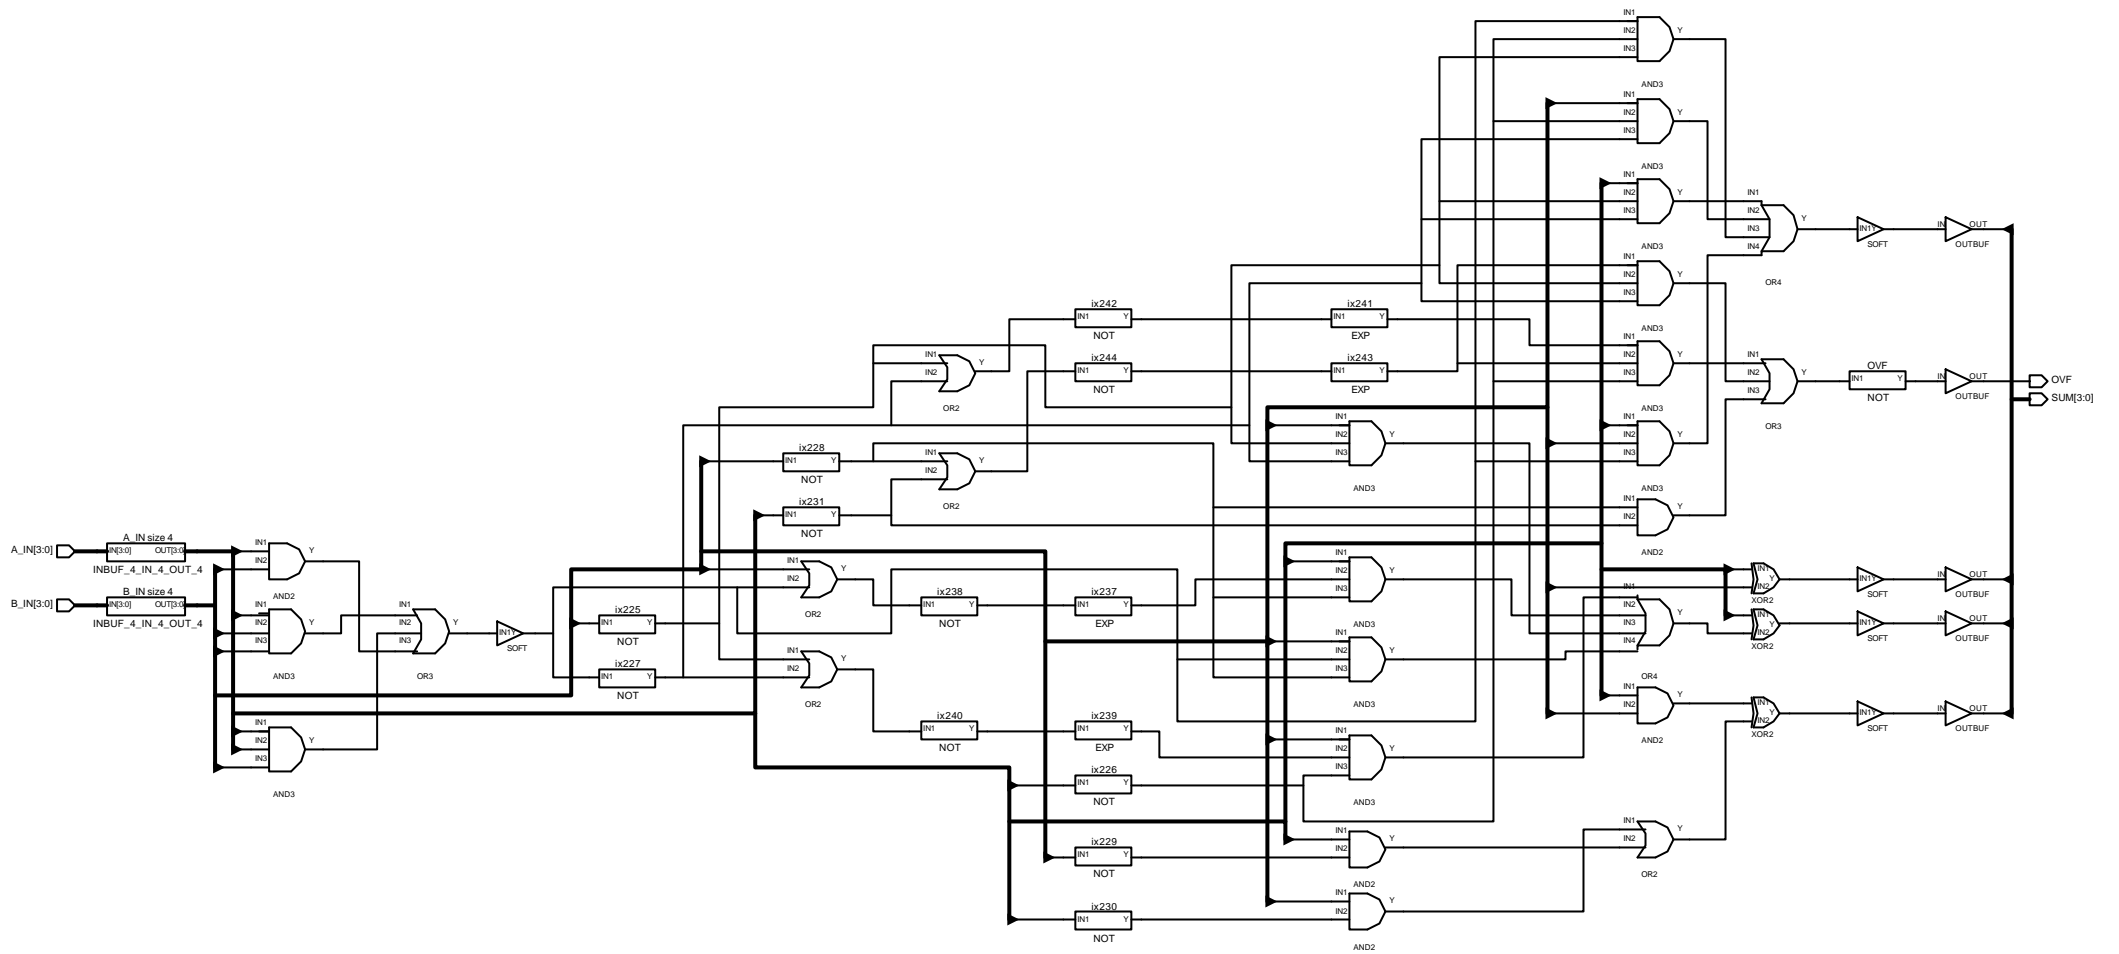 IN1
IN2
IN3
Y
AND3
IN1
IN2
IN3
Y
AND3
IN1
IN2
IN3
Y
AND3
IN1
IN2
IN3
IN4
Y
OR4
IN1Y
SOFT
IN
OUT
OUTBUF
IN1
IN2
IN3
Y
AND3
ix242
IN1 Y
NOT
ix241
IN1 Y
EXP
IN1
IN2
IN3
Y
AND3
IN1
IN2
Y
OR2
ix244
IN1 Y
NOT
ix243
IN1 Y
EXP
IN1
IN2
IN3
Y
OR3
OVF
IN1 Y
NOT
IN
OUT
OUTBUF
OVF
SUM[3:0]
IN1
IN2
IN3
Y
AND3
IN1
IN2
IN3
Y
AND3
ix228
IN1 Y
NOT
IN1
IN2
Y
OR2
ix231
IN1 Y
NOT
IN1
IN2
Y
AND2
A_IN[3:0]
A_IN size 4
IN[3:0] OUT[3:0
INBUF_4_IN_4_OUT_4
B_IN[3:0]
B_IN size 4
IN[3:0] OUT[3:0
INBUF_4_IN_4_OUT_4
IN1
IN2
Y
AND2
IN1
IN2
IN3
Y
AND3
IN1
IN2
IN3
Y
AND3
IN1
IN2
IN3
Y
OR3
IN1Y
SOFT
ix225
IN1 Y
NOT
ix227
IN1 Y
NOT
IN1
IN2
Y
OR2
IN1
IN2
Y
OR2
ix238
IN1 Y
NOT
ix237
IN1 Y
EXP
ix240
IN1 Y
NOT
ix239
IN1 Y
EXP
ix226
IN1 Y
NOT
ix229
IN1 Y
NOT
ix230
IN1 Y
NOT
IN1
IN2
IN3
Y
AND3
IN1
IN2
IN3
Y
AND3
IN1
IN2
IN3
Y
AND3
IN1
IN2
Y
AND2
IN1
IN2
Y
AND2
IN1
IN2
IN3
IN4
Y
OR4
IN1
IN2
Y
AND2
IN1
IN2
Y
OR2
IN1
IN2
Y
XOR2
IN1Y
SOFT
IN
OUT
OUTBUF
IN1
IN2
Y
XOR2
IN1Y
SOFT
IN
OUT
OUTBUF
IN1
IN2
Y
XOR2
IN1Y
SOFT
IN
OUT
OUTBUF